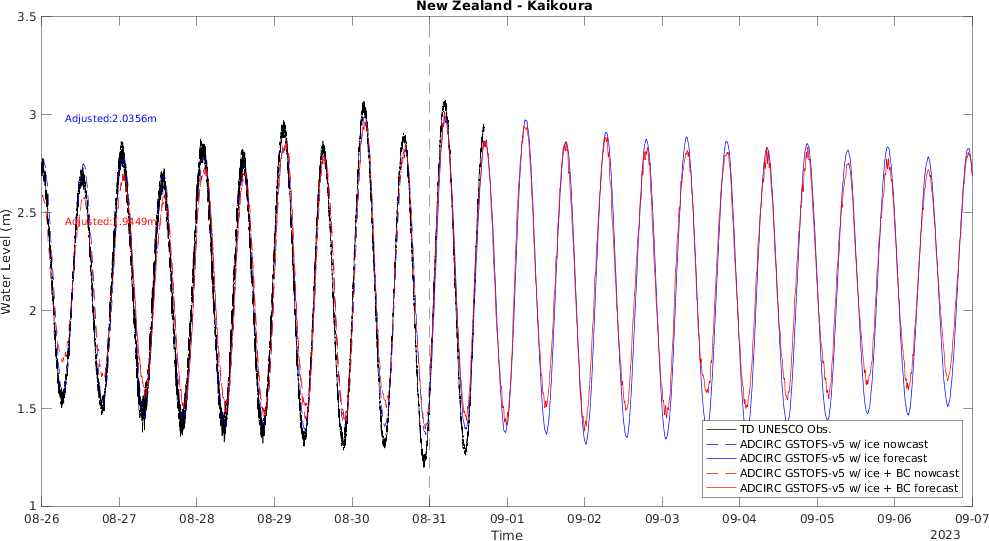 New Zealand - Kaikoura
3.5
3
2.5
2
1.5
1
Water Level (m)
Adjusted:2.0356m
Adjusted:1.9449m
TD UNESCO Obs.
ADCIRC GSTOFS-v5 w/ ice nowcast
ADCIRC GSTOFS-v5 w/ ice forecast
ADCIRC GSTOFS-v5 w/ ice + BC nowcast
ADCIRC GSTOFS-v5 w/ ice + BC forecast
08-26 08-27 08-28 08-29 08-30 08-31 09-01 09-02 09-03 09-04 09-05 09-06 09-07
Time
2023